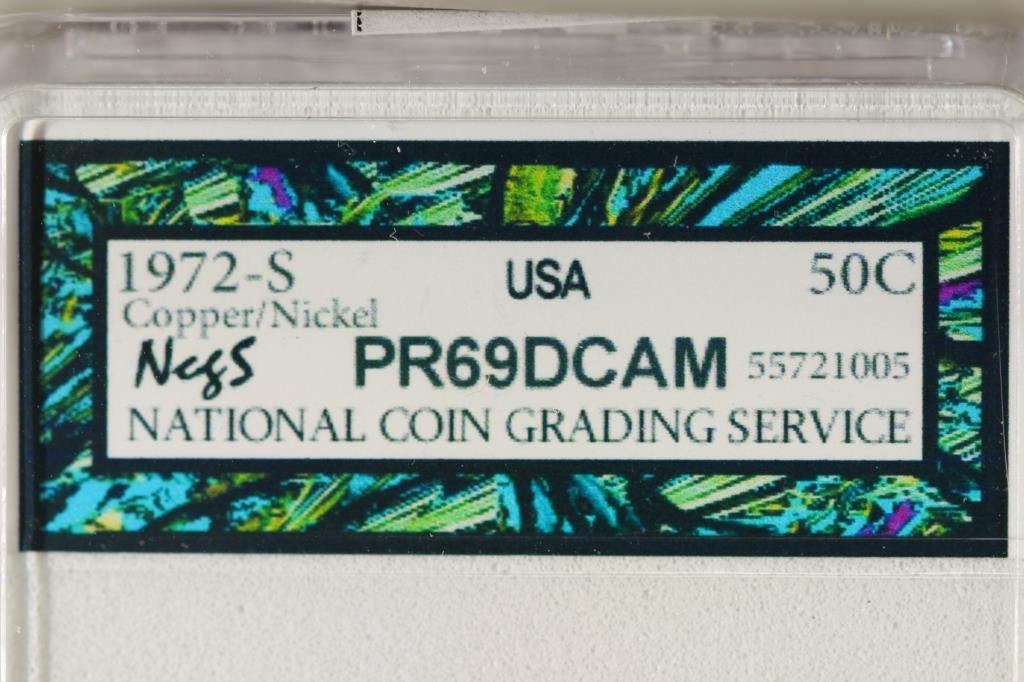 1972-S USA 50C
Copper/Nickel
NcgS PR69DCAM 55721005
NATIONAL COIN GRADING SERVICE